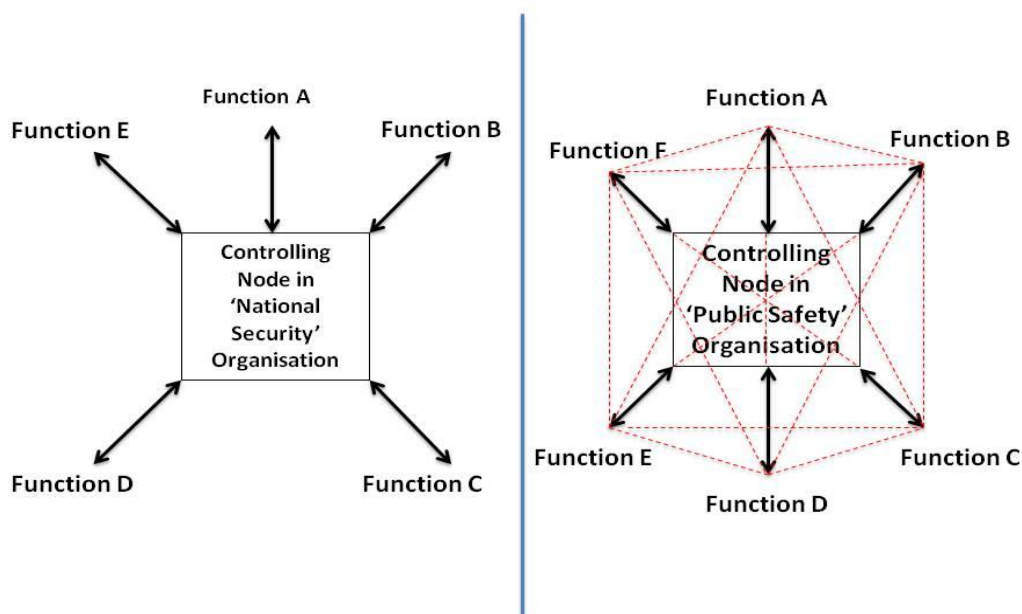 Function A
Function E
Function B
Controlling
Node in
‘National
Security’
Organisation
Function D
Function C
Function A
Function F
Function B
Controlling
Node in
‘Public Safety’
Organisation
Function E
Function C
Function D